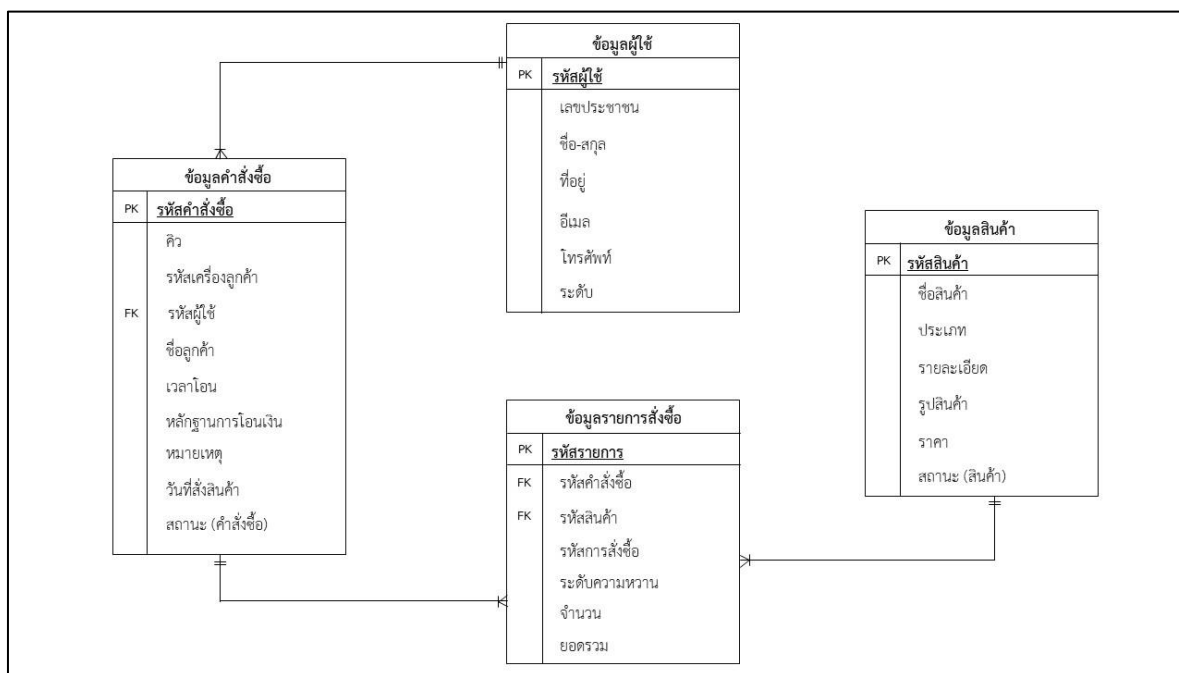 ข้อมูลผู้ใช้
PK รหัสผู้ใช้
เลขประชาชน
ชื่อ-สกุล
ที่อยู่
อีเมล
โทรศัพท์
ระดับ
ข้อมูลคำสั่งซื้อ
PK รหัสคำสั่งซื้อ
คิว
รหัสเครื่องลูกค้า
FK รหัสผู้ใช้
ชื่อลูกค้า
เวลาโอน
หลักฐานการโอนเงิน
หมายเหตุ
วันที่สั่งสินค้า
สถานะ (คำสั่งซื้อ)
ข้อมูลสินค้า
PK รหัสสินค้า
ชื่อสินค้า
ประเภท
รายละเอียด
รูปสินค้า
ราคา
สถานะ (สินค้า)
ข้อมูลรายการสั่งซื้อ
PK รหัสรายการ
FK รหัสคำสั่งซื้อ
FK รหัสสินค้า
รหัสการสั่งซื้อ
ระดับความหวาน
จำนวน
ยอดรวม